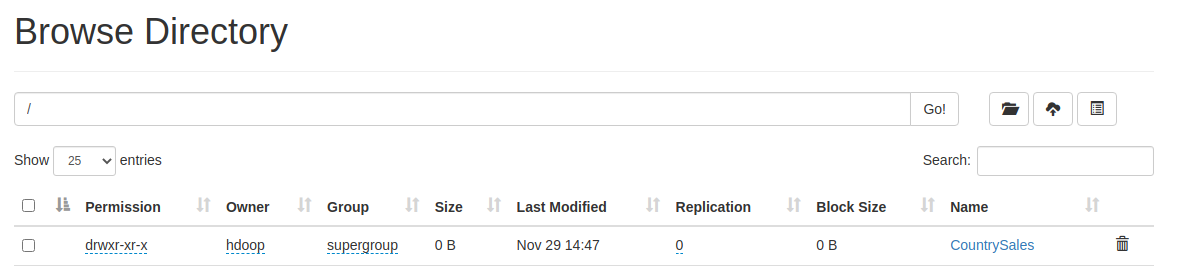 Browse Directory
/ Go!
Show 25 entries Search:
Permission Owner Group Size Last Modified Replication Block Size Name
drwxr-xr-x hdoop supergroup 0 B Nov 29 14:47 0 0 B CountrySales